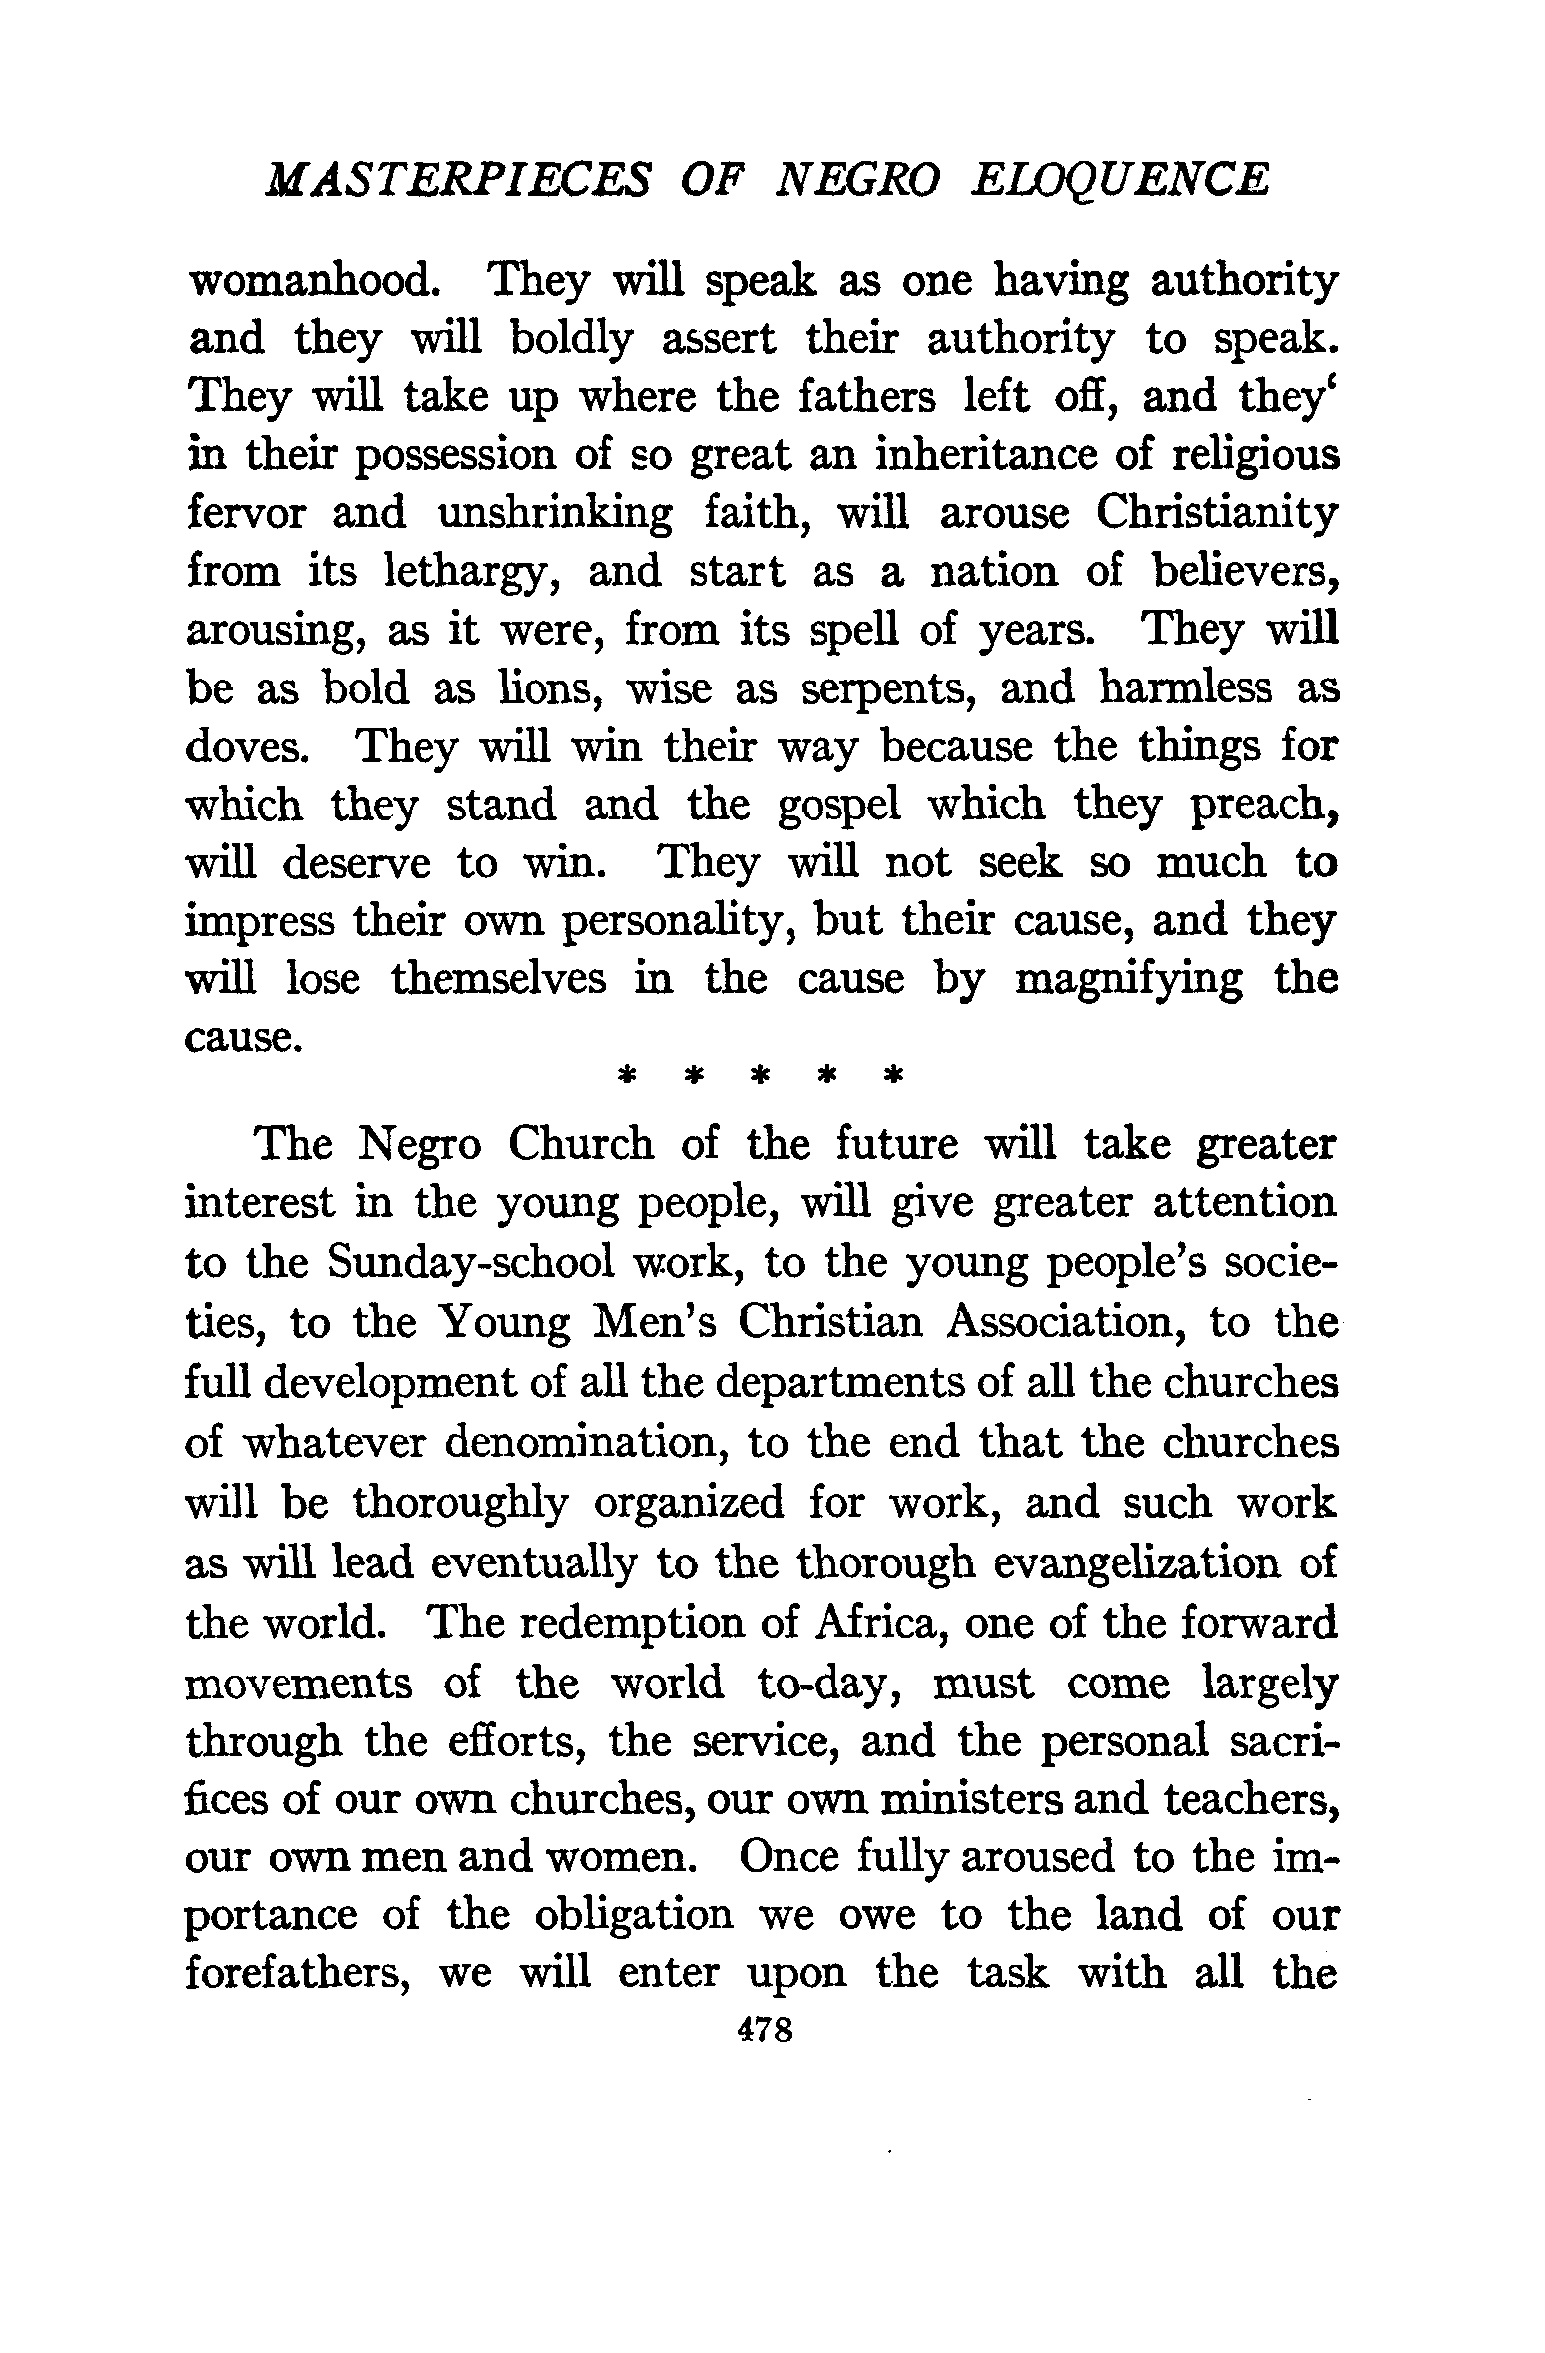 MASTERPIECES OF NEGRO ELOQUENCE
womanhood. They will speak as one having authority
and they will boldly assert their authority to speak.
They will take up where the fathers left off, and they‘
in their possession of so great an inheritance of religious
fervor and unshrinking faith, will arouse Christianity
from its lethargy, and start as a nation of believers,
arousing, as it were, from its spell of years. They will
be as bold as lions, wise as serpents, and harmless as
doves. They will win their way because the things for
which they stand and the gospel which they preach,
will deserve to win. They will not seek so much to
impress their own personality, but their cause, and they
will lose themselves in the cause by magnifying the
cause.
* * * * *
The Negro Church of the future will take greater
interest in the young people, will give greater attention
to the Sunday-school work, to the young people's socie-
ties, to the Young Men's Christian Association, to the
full development of all the departments of all the churches
of whatever denomination, to the end that the churches
will be thoroughly organized for work, and such work
as will lead eventually to the thorough evangelization of
the world. The redemption of Africa, one of the forward
movements of the world to-day, must come largely
through the efforts, the service, and the personal sacri-
fices of our own churches, our own ministers and teachers,
our own men and women. Once fully aroused to the im-
portance of the obligation we owe to the land of our
forefathers, we will enter upon the task with all the
478